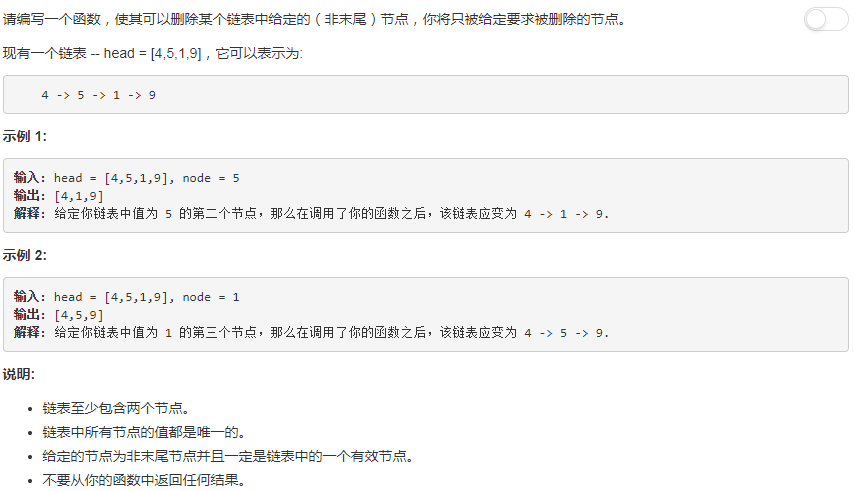 请编写一个函数，使其可以删除某个链表中给定的（非末尾）节点，你将只被给定要求被删除的节点。
现有一个链表 -- head = [4,5,1,9]，它可以表示为:
4 -> 5 -> 1 -> 9
示例 1:
输入: head = [4,5,1,9], node = 5
输出: [4,1,9]
解释: 给定你链表中值为 5 的第二个节点，那么在调用了你的函数之后，该链表应变为 4 -> 1 -> 9.
示例 2:
输入: head = [4,5,1,9], node = 1
输出: [4,5,9]
解释: 给定你链表中值为 1 的第三个节点，那么在调用了你的函数之后，该链表应变为 4 -> 5 -> 9.
说明:
• 链表至少包含两个节点。
• 链表中所有节点的值都是唯一的。
• 给定的节点为非末尾节点并且一定是链表中的一个有效节点。
• 不要从你的函数中返回任何结果。